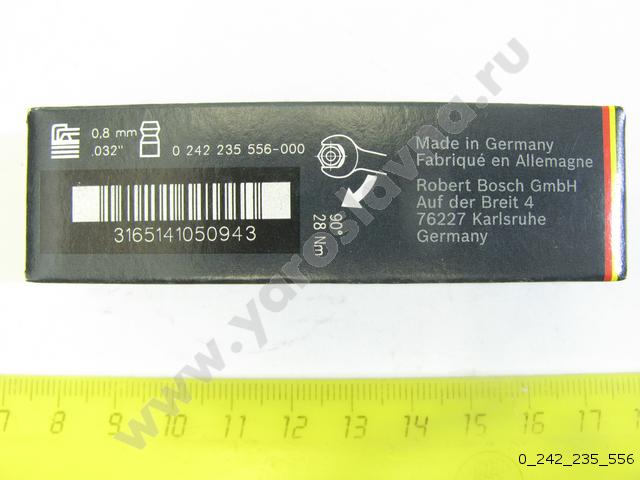 0,8 mm
.032"
0 242 235 556-000
3165141050943
90°
28 Nm
Made in Germany
Fabriqué en Allemagne
Robert Bosch GmbH
Auf der Breit 4
76227 Karlsruhe
Germany
www.yaroslavna.ru
7 8 9 10 11 12 13 14 15 16 17 18
0_242_235_556